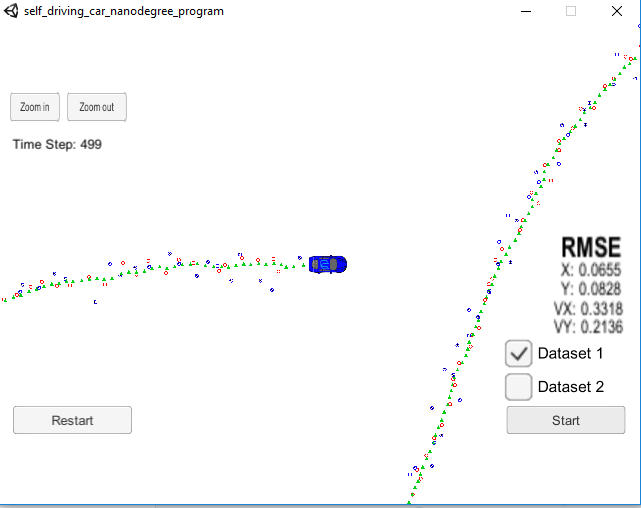 self_driving_car_nanodegree_program
Zoom in
Zoom out
Time Step: 499
RMSE
X: 0.0655
Y: 0.0828
VX: 0.3318
VY: 0.2136
Dataset 1
Dataset 2
Restart
Start